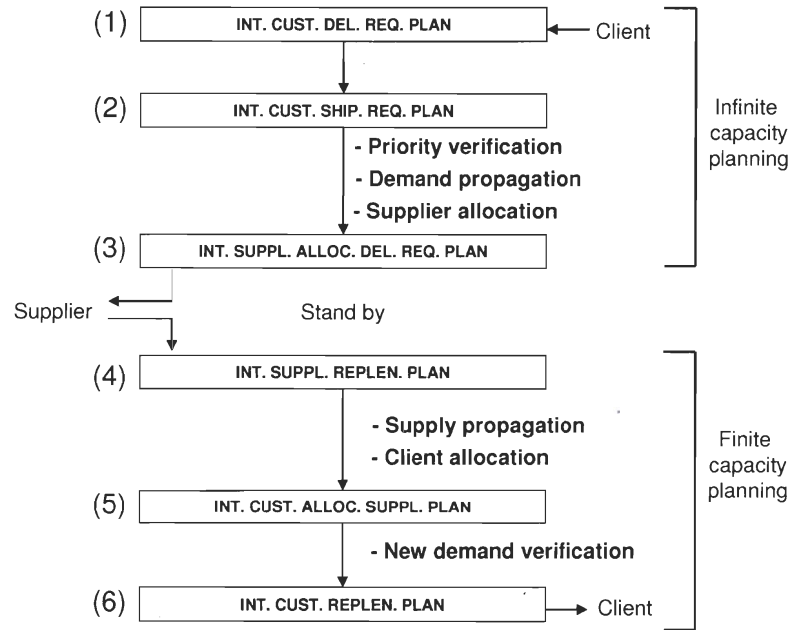 (1) INT. CUST. DEL. REQ. PLAN Client
(2) INT. CUST. SHIP. REQ. PLAN
Infinite
capacity
planning
- Priority verification
- Demand propagation
- Supplier allocation
(3) INT. SUPPL. ALLOC. DEL. REQ. PLAN
Supplier Stand by
(4) INT. SUPPL. REPLEN. PLAN
- Supply propagation
- Client allocation
Finite
capacity
planning
(5) INT. CUST. ALLOC. SUPPL. PLAN
- New demand verification
(6) INT. CUST. REPLEN. PLAN Client